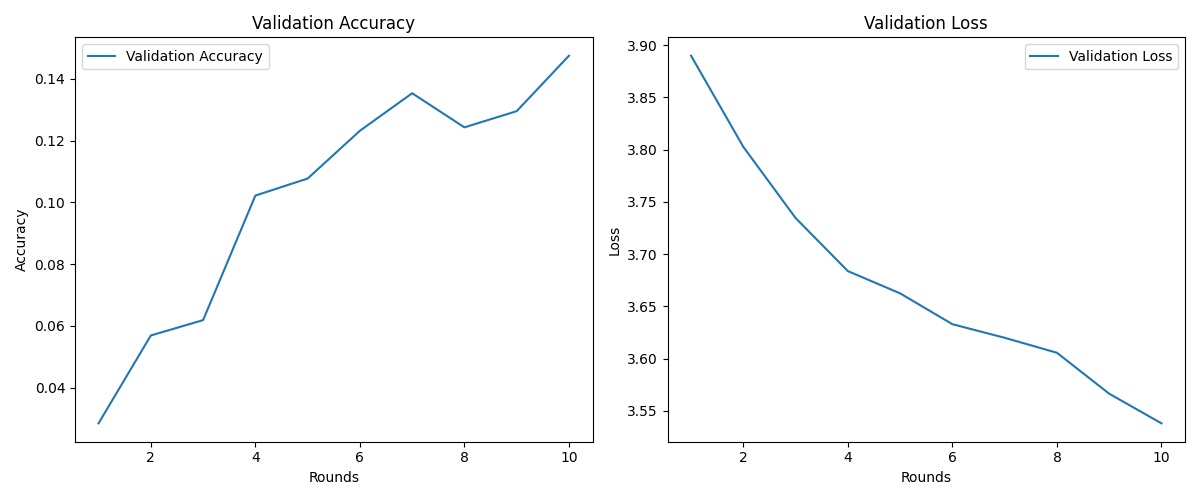 Validation Accuracy
Validation Accuracy
0.14
0.12
0.10
0.08
0.06
0.04
Accuracy
2 4 6 8 10
Rounds
Validation Loss
Validation Loss
3.90
3.85
3.80
3.75
3.70
3.65
3.60
3.55
Loss
2 4 6 8 10
Rounds